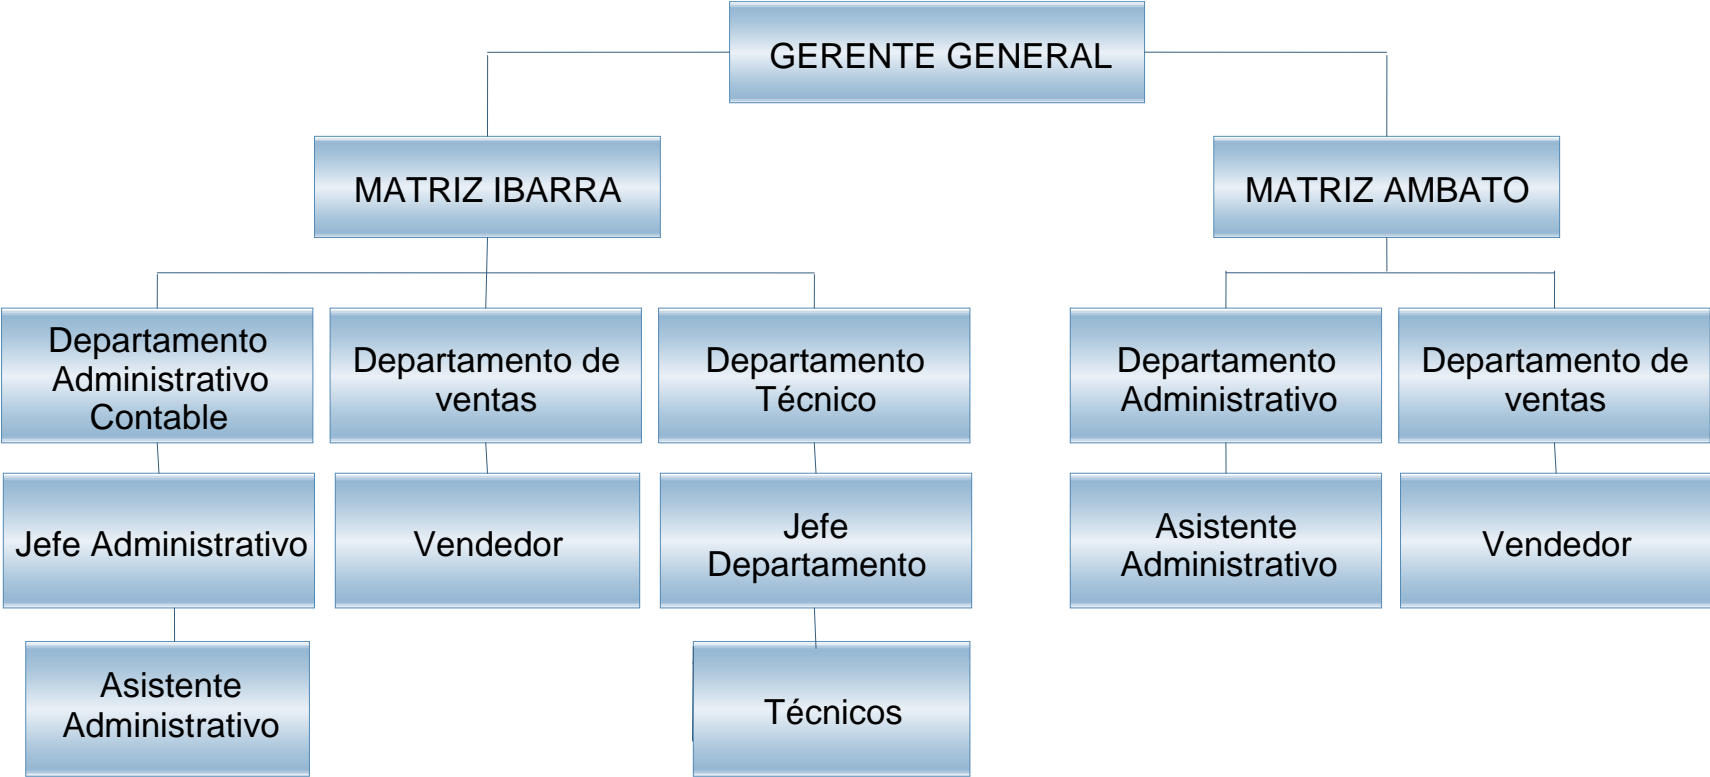 GERENTE GENERAL
MATRIZ IBARRA
MATRIZ AMBATO
Departamento
Administrativo
Contable
Departamento de
ventas
Departamento
Técnico
Departamento
Administrativo
Departamento de
ventas
Jefe Administrativo
Vendedor
Jefe
Departamento
Asistente
Administrativo
Vendedor
Asistente
Administrativo
Técnicos